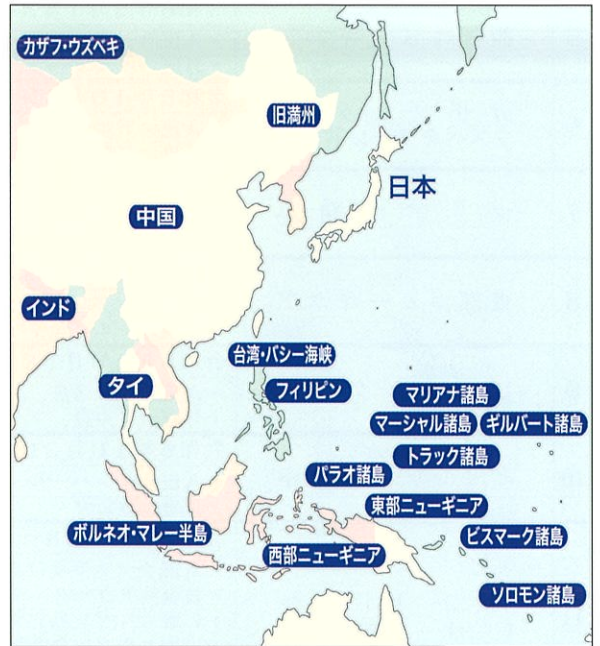 カザフ・ウズベキ
旧満州
日本
中国
インド
台湾・バシー海峡
タイ
フィリピン
マリアナ諸島
マーシャル諸島
ギルバート諸島
トラック諸島
パラオ諸島
東部ニューギニア
ボルネオ・マレー半島
ビスマーク諸島
西部ニューギニア
ソロモン諸島